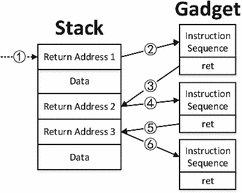 Stack
Gadget
① 
Return Address 1
②
Instruction
Sequence
Data
③
ret
Return Address 2
④
Instruction
Sequence
Return Address 3
⑤
ret
Data
⑥
Instruction
Sequence
ret